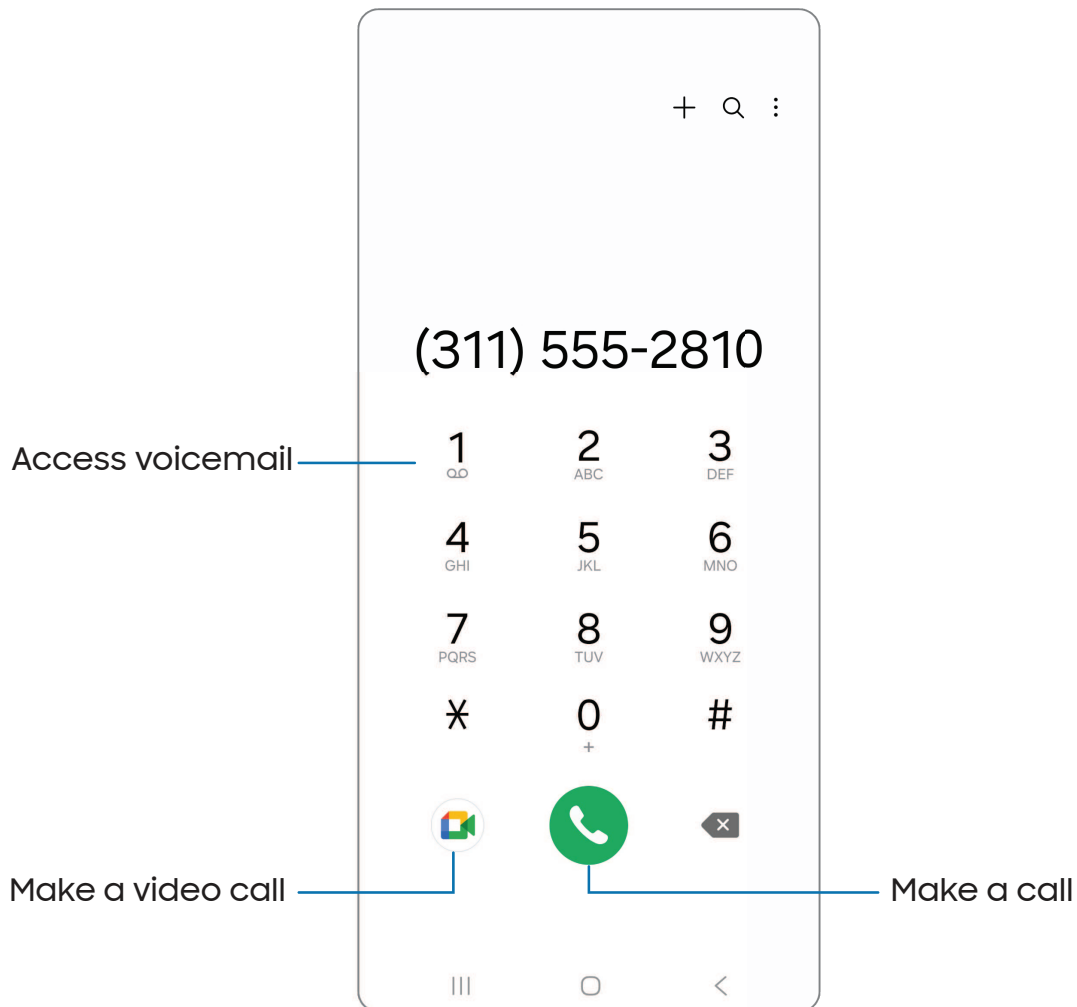 (311) 555-2810
Access voicemail
1 2 3
ABC DEF
4 5 6
GHI JKL MNO
7 8 9
PQRS TUV WXYZ
* 0 #
+
Make a video call
Make a call